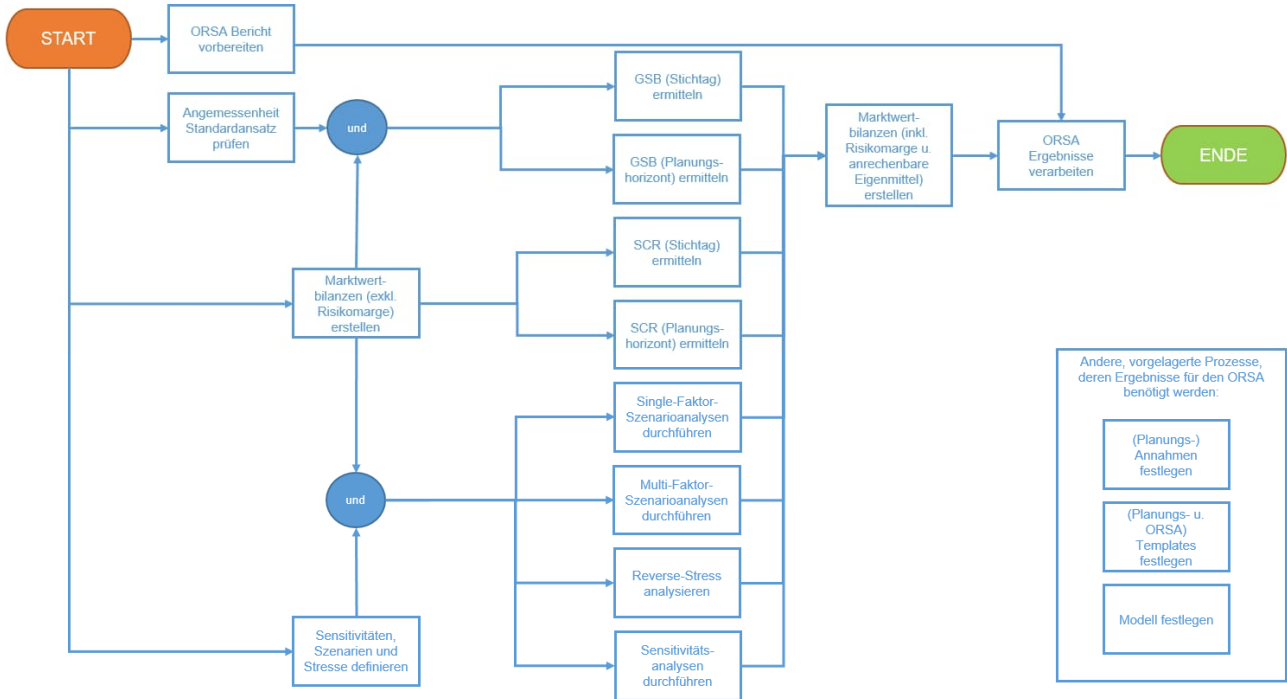 START
ORSA Bericht
vorbereiten
Angemessenheit
Standardansatz
prüfen
und
GSB (Stichtag)
ermitteln
GSB (Planungs-
horizont) ermitteln
Marktwert-
bilanzen (inkl.
Risikomarge u.
anrechenbare
Eigenmittel)
erstellen
ORSA
Ergebnisse
verarbeiten
ENDE
Marktwert-
bilanzen (exkl.
Risikomarge)
erstellen
SCR (Stichtag)
ermitteln
SCR (Planungs-
horizont) ermitteln
und
Single-Faktor-
Szenarioanalysen
durchführen
Multi-Faktor-
Szenarioanalysen
durchführen
Reverse-Stress
analysieren
Sensitivitäts-
analysen
durchführen
Sensitivitäten,
Szenarien und
Stresse definieren
Andere, vorgelagerte Prozesse,
deren Ergebnisse für den ORSA
benötigt werden:
(Planungs-)
Annahmen
festlegen
(Planungs- u.
ORSA)
Templates
festlegen
Modell festlegen